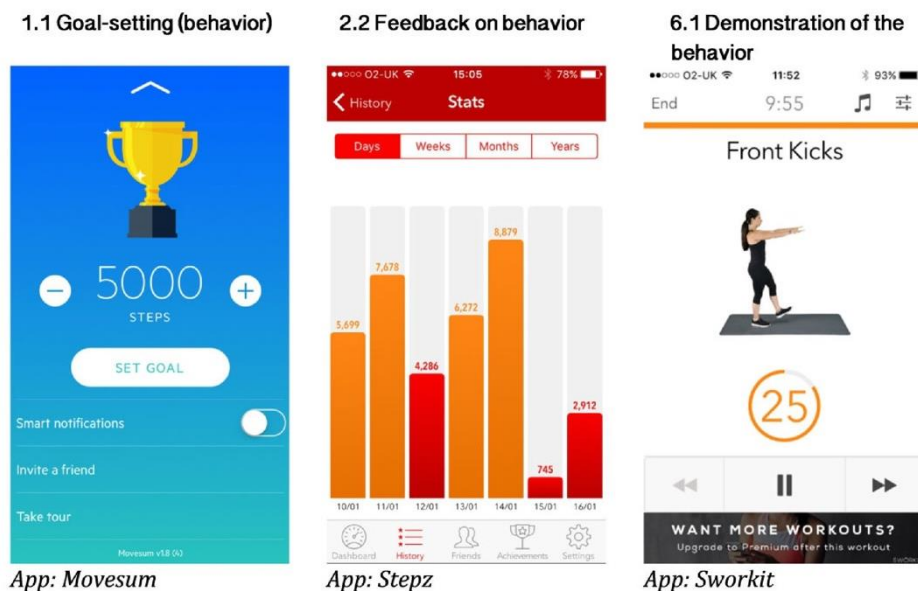 1.1 Goal-setting (behavior)
5000
STEPS
SET GOAL
Smart notifications
Invite a friend
Take tour
Movesum v1.8 (4)
App: Movesum
2.2 Feedback on behavior
O2-UK 15:05 78%
History Stats
Days Weeks Months Years
8,879
7,678
6,272
5,699
4,286
2,912
745
10/01 11/01 12/01 13/01 14/01 15/01 16/01
Dashboard History Friends Achievements Settings
App: Stepz
6.1 Demonstration of the
behavior
O2-UK 11:52 93%
End 9:55
Front Kicks
25
WANT MORE WORKOUTS?
Upgrade to Premium after this workout
App: Sworkit